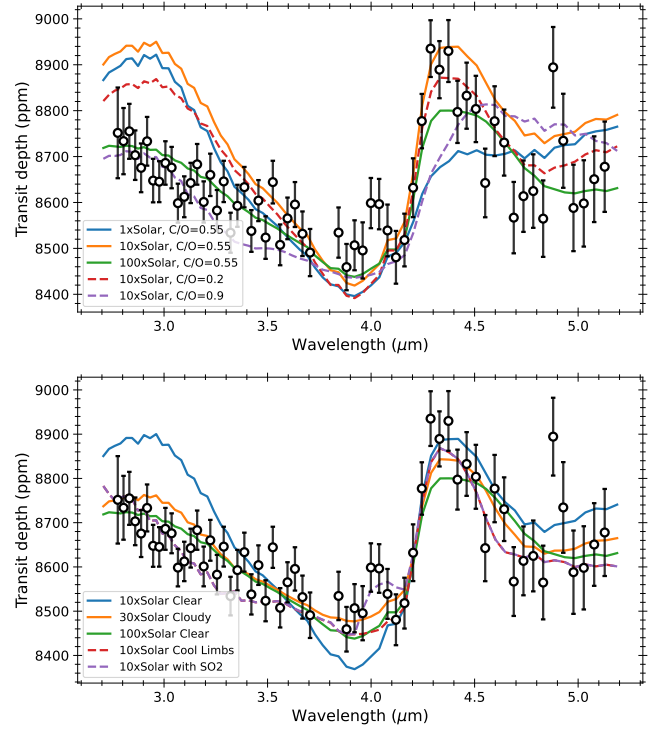 Transit depth (ppm)
8900
8800
8700
8600
8500
8400
1xSolar, C/O=0.55
10xSolar, C/O=0.55
100xSolar, C/O=0.55
10xSolar, C/O=0.2
10xSolar, C/O=0.9
3.0 3.5 4.0 4.5 5.0
Wavelength (μm)
Transit depth (ppm)
9000
8900
8800
8700
8600
8500
8400
10xSolar Clear
30xSolar Cloudy
100xSolar Clear
10xSolar Cool Limbs
10xSolar with SO2
3.0 3.5 4.0 4.5 5.0
Wavelength (μm)